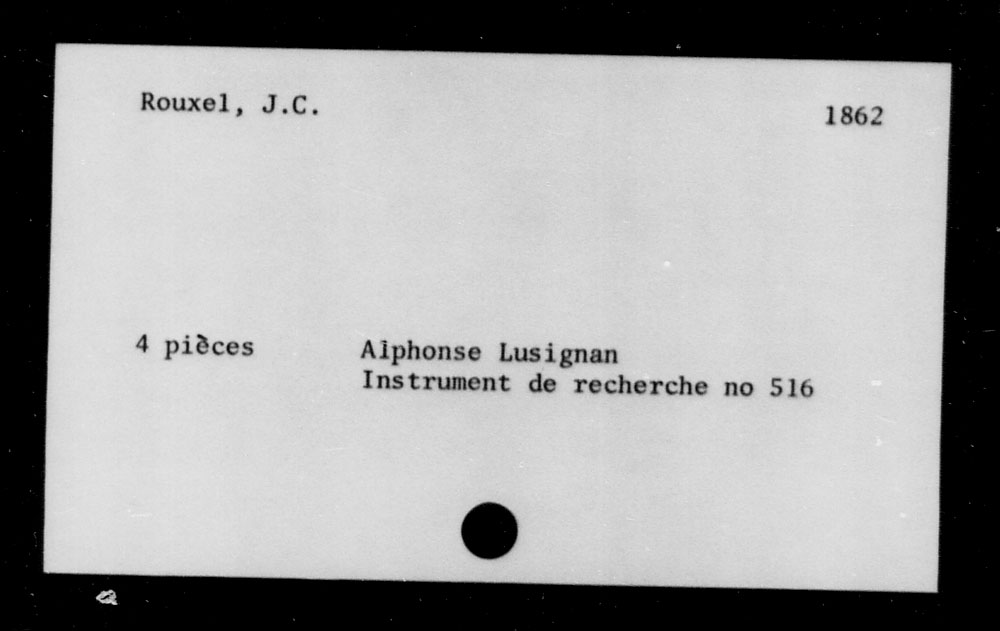 Rouxel, J.C.
1862
4 pièces
Alphonse Lusignan
Instrument de recherche no 516